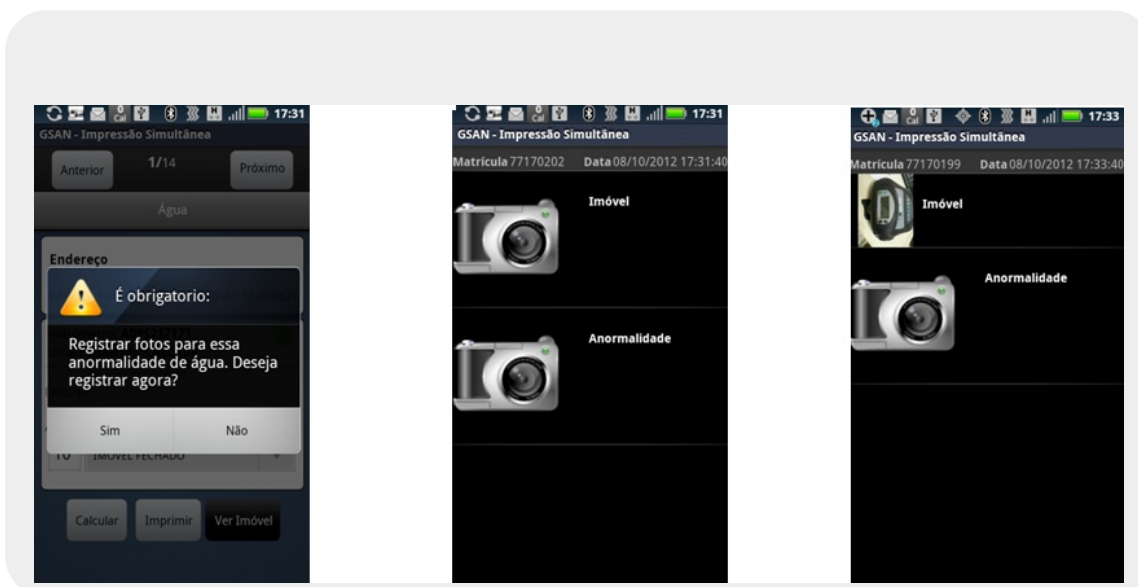 17:31
GSAN - Impressão Simultânea
Anterior
1/14
Próximo
Água
Endereço
É obrigatorio:
Registrar fotos para essa
anormalidade de água. Deseja
registrar agora?
Sim
Não
10 IMOVEL FECHADO
Calcular
Imprimir
Ver Imóvel
17:31
GSAN - Impressão Simultânea
Matrícula 77170202 Data 08/10/2012 17:31:40
Imóvel
Anormalidade
17:33
GSAN - Impressão Simultânea
Matrícula 77170199 Data 08/10/2012 17:33:40
Imóvel
Anormalidade